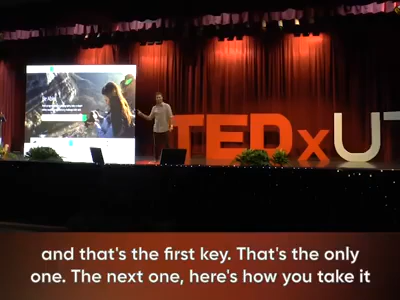 TEDxUT
and that's the first key. That's the only
one. The next one, here's how you take it